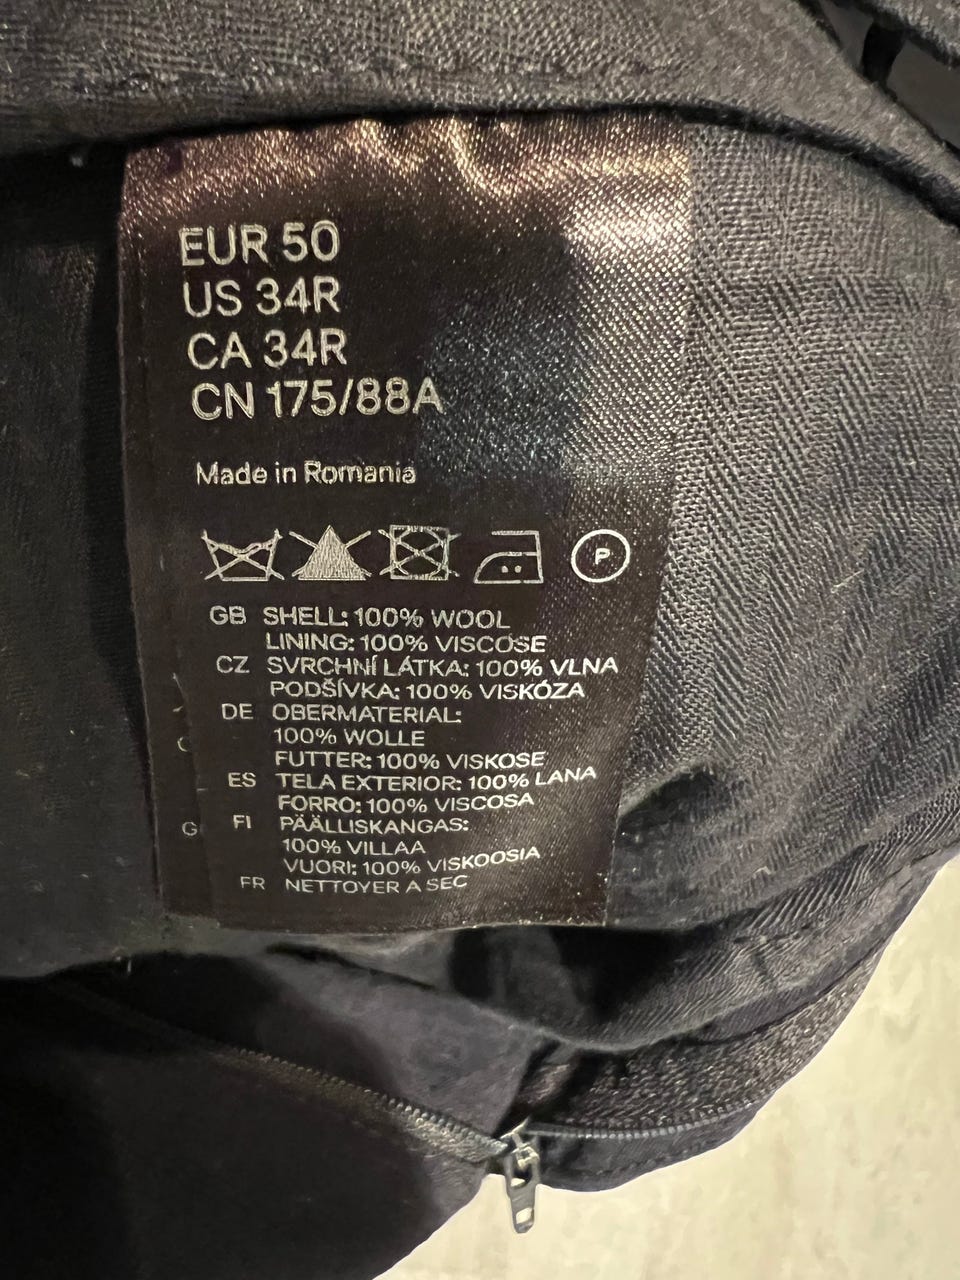 EUR 50
US 34R
CA 34R
CN 175/88A
Made in Romania
P
GB SHELL: 100% WOOL
LINING: 100% VISCOSE
CZ SVRCHNÍ LÁTKA: 100% VLNA
PODŠÍVKA: 100% VISKÓZA
DE OBERMATERIAL:
100% WOLLE
FUTTER: 100% VISKOSE
ES TELA EXTERIOR: 100% LANA
FORRO: 100% VISCOSA
FI PÄÄLLISKANGAS:
100% VILLAA
VUORI: 100% VISKOOSIA
FR NETTOYER A SEC